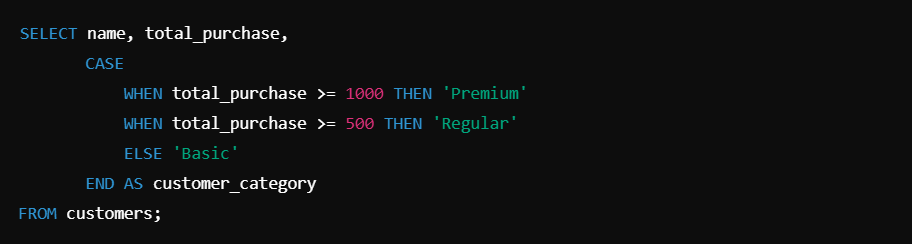 SELECT name, total_purchase,
       CASE
           WHEN total_purchase >= 1000 THEN 'Premium'
           WHEN total_purchase >= 500 THEN 'Regular'
           ELSE 'Basic'
       END AS customer_category
FROM customers;